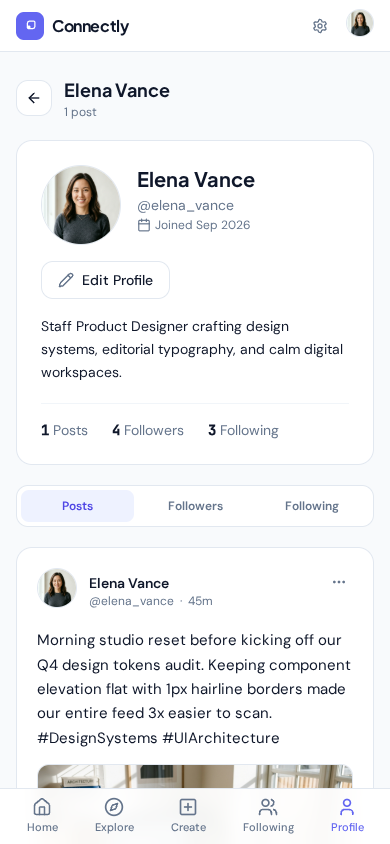 Connectly
Elena Vance
1 post
Elena Vance
@elena_vance
Joined Sep 2026
Edit Profile
Staff Product Designer crafting design
systems, editorial typography, and calm digital
workspaces.
1 Posts 4 Followers 3 Following
Posts Followers Following
Elena Vance
@elena_vance · 45m
Morning studio reset before kicking off our
Q4 design tokens audit. Keeping component
elevation flat with 1px hairline borders made
our entire feed 3x easier to scan.
#DesignSystems #UIArchitecture
Home Explore Create Following Profile